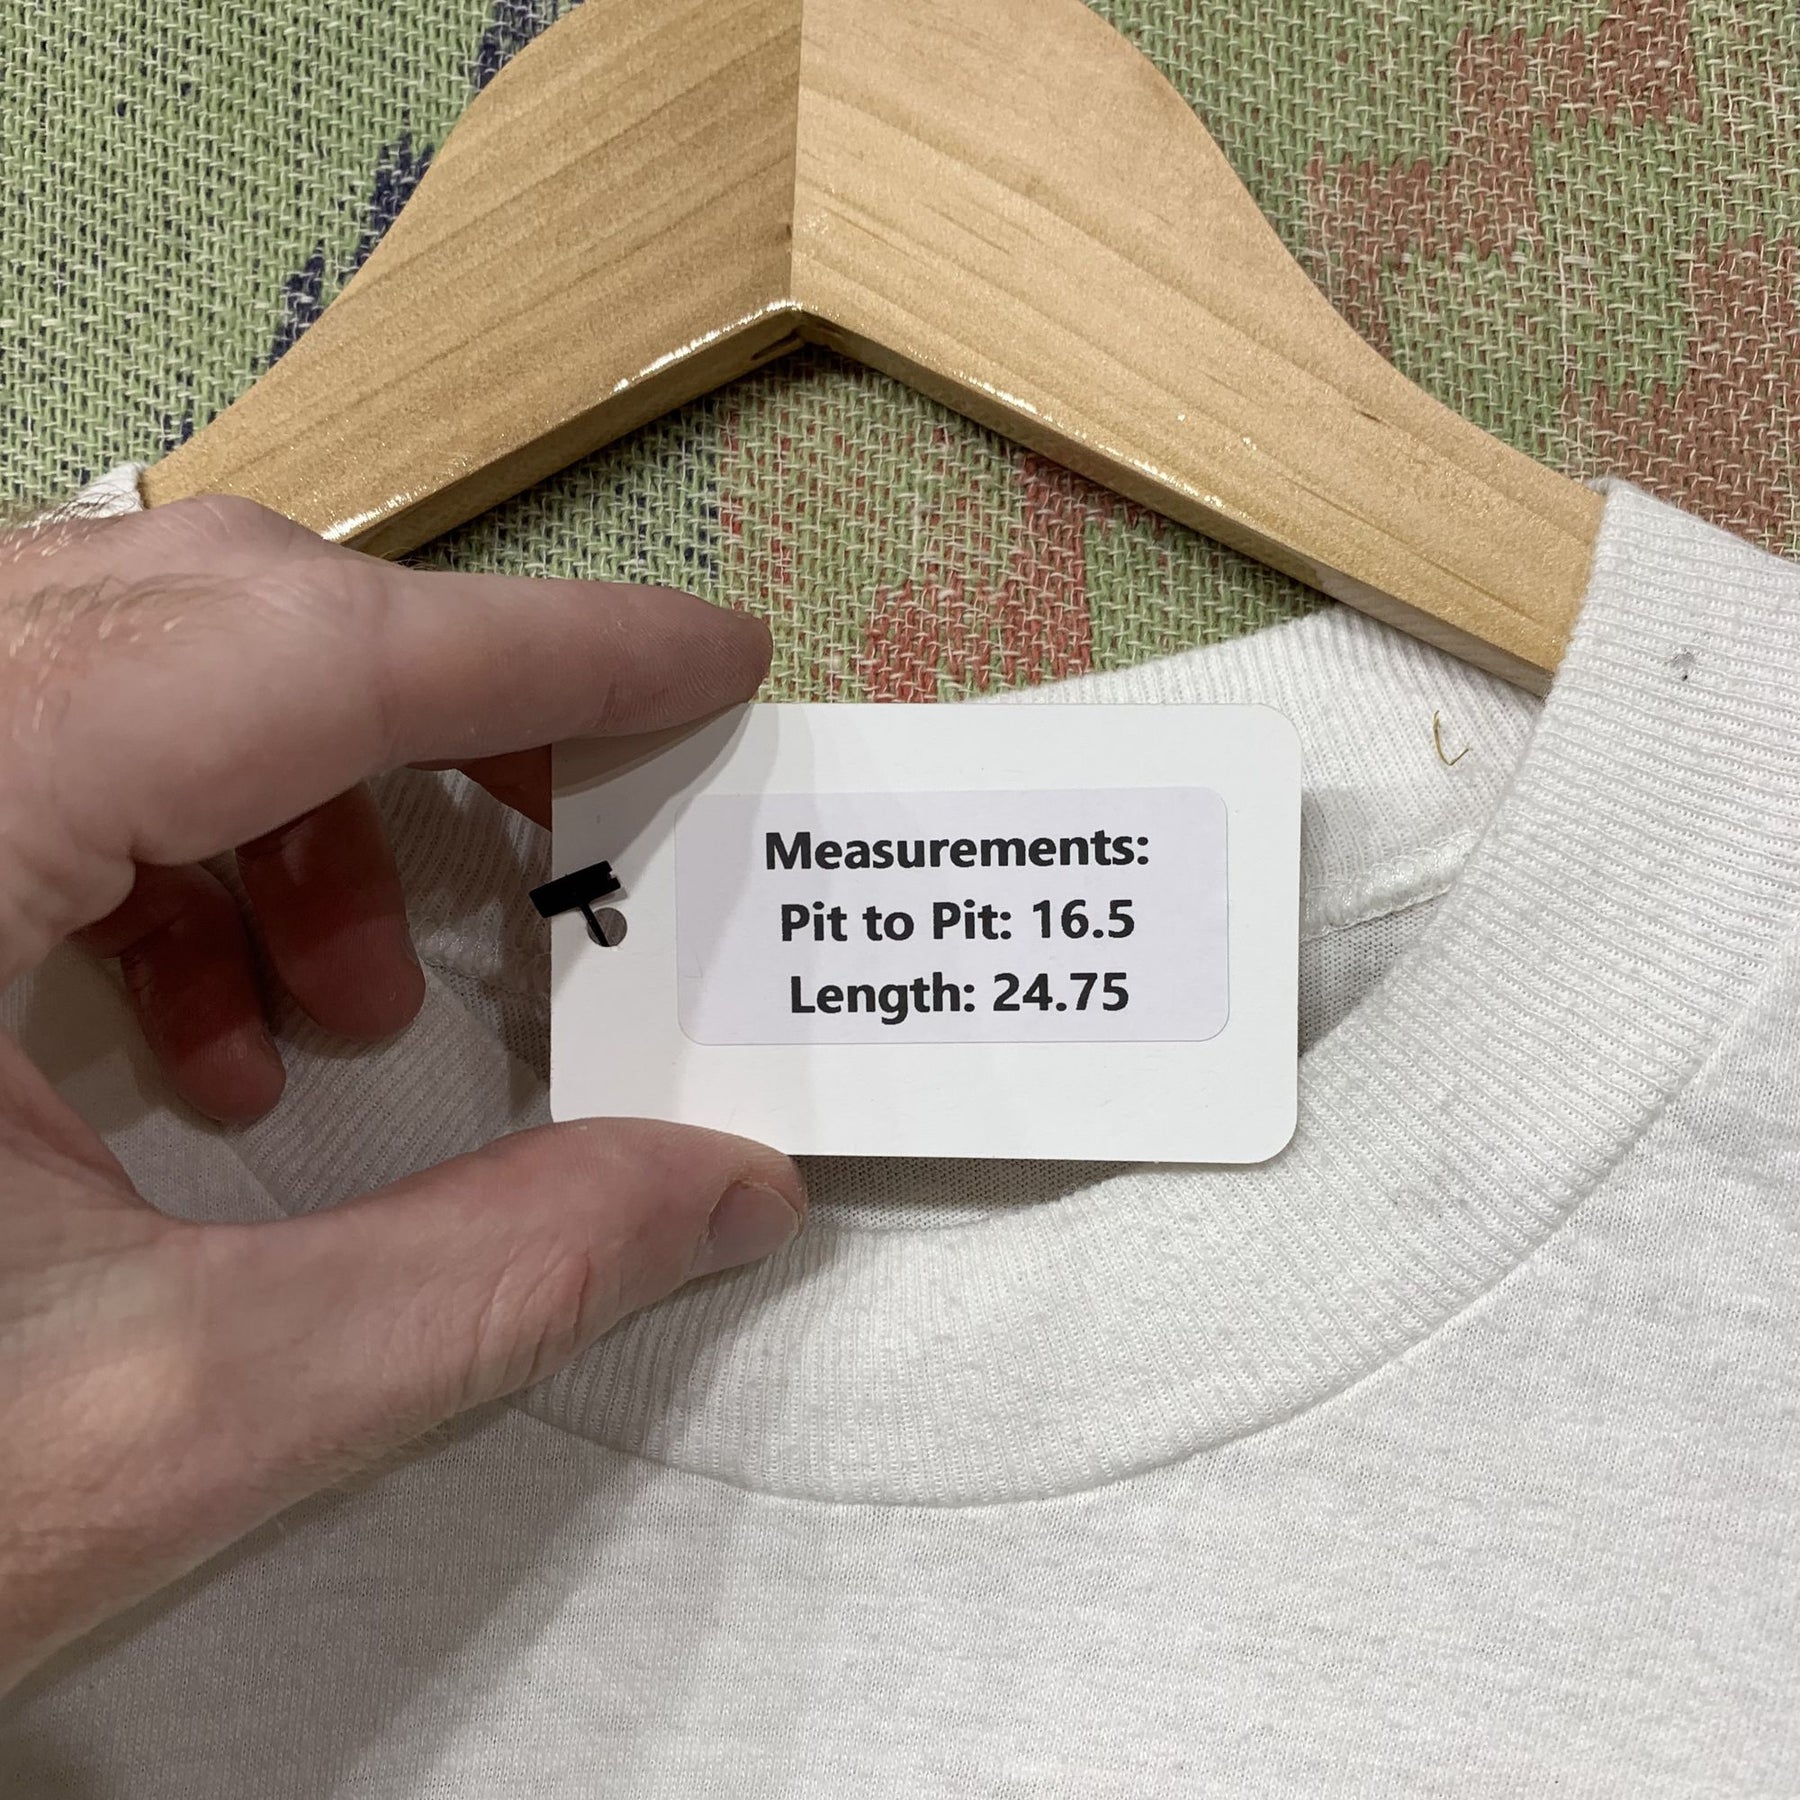 Measurements:
Pit to Pit: 16.5
Length: 24.75